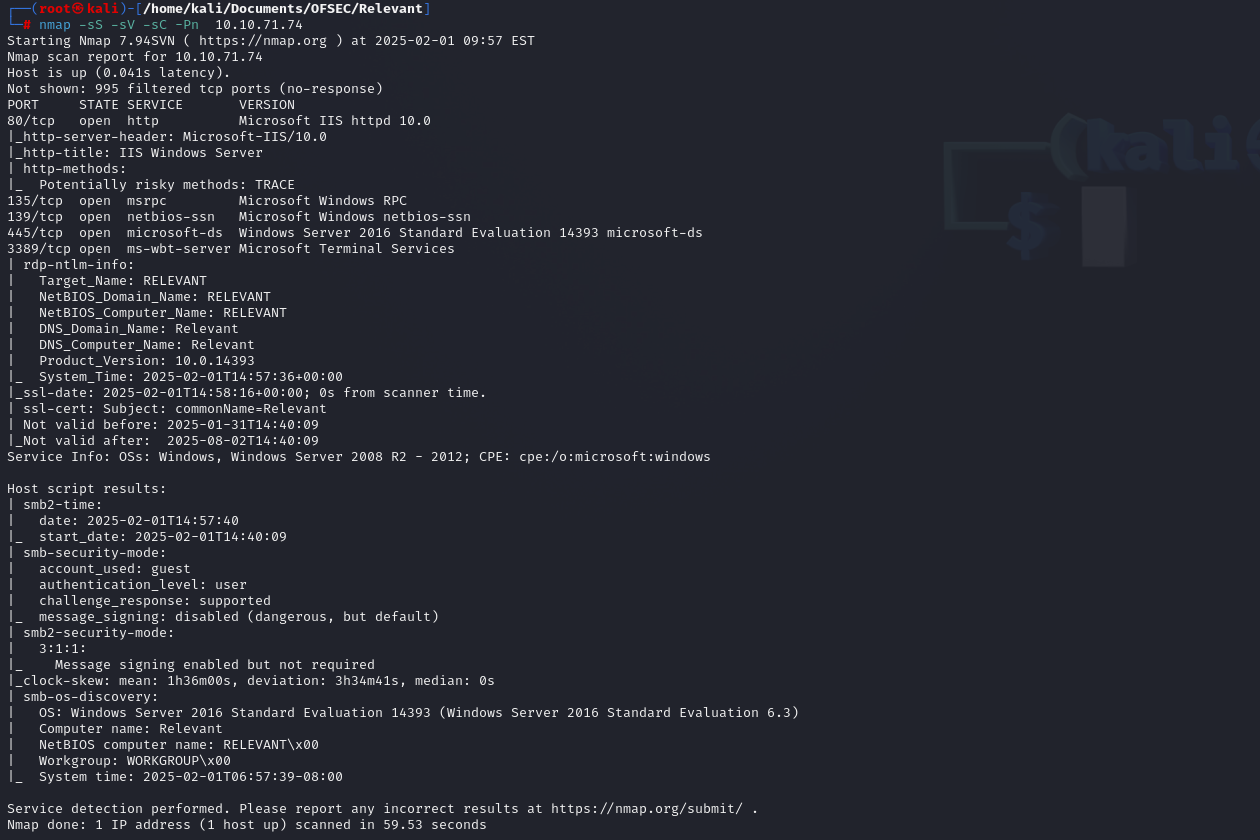 ┌──(root㉿kali)-[/home/kali/Documents/OFSEC/Relevant]
└─# nmap -sS -sV -sC -Pn  10.10.71.74
Starting Nmap 7.94SVN ( https://nmap.org ) at 2025-02-01 09:57 EST
Nmap scan report for 10.10.71.74
Host is up (0.041s latency).
Not shown: 995 filtered tcp ports (no-response)
PORT     STATE SERVICE       VERSION
80/tcp   open  http          Microsoft IIS httpd 10.0
|_http-server-header: Microsoft-IIS/10.0
|_http-title: IIS Windows Server
| http-methods:
|_  Potentially risky methods: TRACE
135/tcp  open  msrpc         Microsoft Windows RPC
139/tcp  open  netbios-ssn   Microsoft Windows netbios-ssn
445/tcp  open  microsoft-ds  Windows Server 2016 Standard Evaluation 14393 microsoft-ds
3389/tcp open  ms-wbt-server Microsoft Terminal Services
| rdp-ntlm-info:
|   Target_Name: RELEVANT
|   NetBIOS_Domain_Name: RELEVANT
|   NetBIOS_Computer_Name: RELEVANT
|   DNS_Domain_Name: Relevant
|   DNS_Computer_Name: Relevant
|   Product_Version: 10.0.14393
|_  System_Time: 2025-02-01T14:57:36+00:00
|_ssl-date: 2025-02-01T14:58:16+00:00; 0s from scanner time.
| ssl-cert: Subject: commonName=Relevant
| Not valid before: 2025-01-31T14:40:09
|_Not valid after:  2025-08-02T14:40:09
Service Info: OSs: Windows, Windows Server 2008 R2 - 2012; CPE: cpe:/o:microsoft:windows

Host script results:
| smb2-time:
|   date: 2025-02-01T14:57:40
|_  start_date: 2025-02-01T14:40:09
| smb-security-mode:
|   account_used: guest
|   authentication_level: user
|   challenge_response: supported
|_  message_signing: disabled (dangerous, but default)
| smb2-security-mode:
|   3:1:1:
|_    Message signing enabled but not required
|_clock-skew: mean: 1h36m00s, deviation: 3h34m41s, median: 0s
| smb-os-discovery:
|   OS: Windows Server 2016 Standard Evaluation 14393 (Windows Server 2016 Standard Evaluation 6.3)
|   Computer name: Relevant
|   NetBIOS computer name: RELEVANT\x00
|   Workgroup: WORKGROUP\x00
|_  System time: 2025-02-01T06:57:39-08:00

Service detection performed. Please report any incorrect results at https://nmap.org/submit/ .
Nmap done: 1 IP address (1 host up) scanned in 59.53 seconds
(kali
$